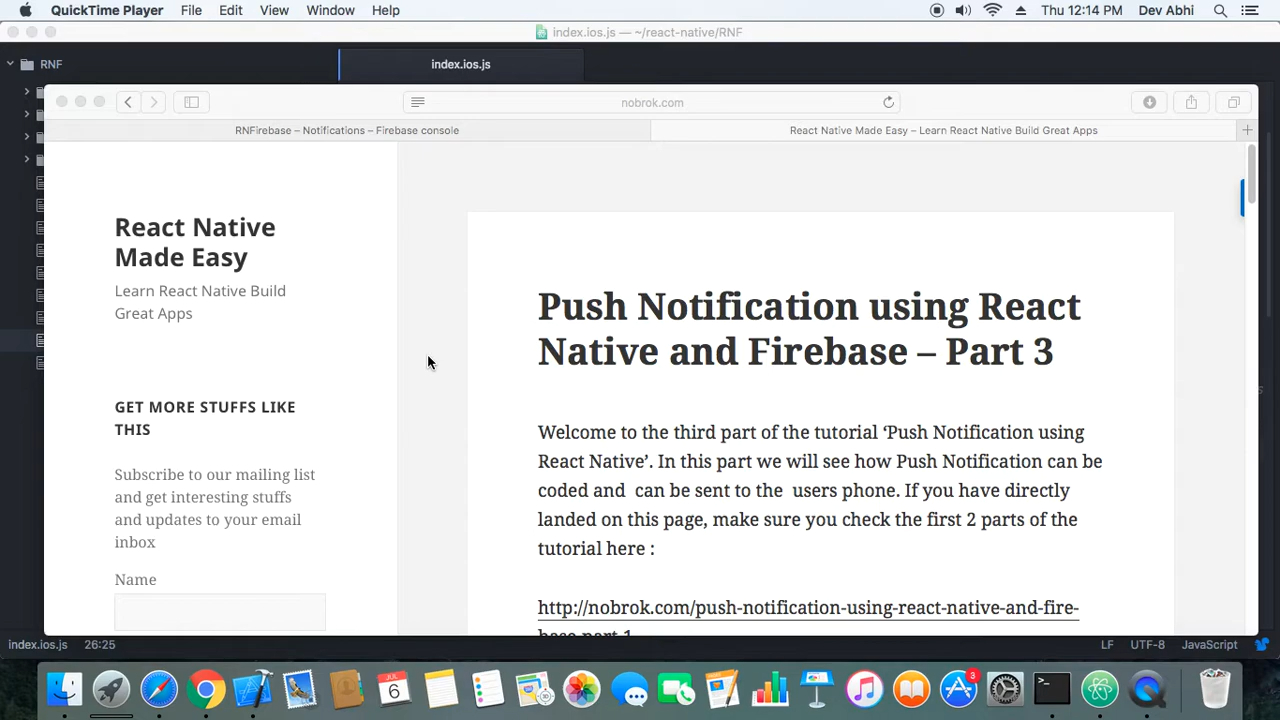 QuickTime Player File Edit View Window Help Thu 12:14 PM Dev Abhi
index.ios.js — ~/react-native/RNF
RNF
index.ios.js
nobrok.com
RNFirebase – Notifications – Firebase console
React Native Made Easy – Learn React Native Build Great Apps
React Native
Made Easy
Learn React Native Build
Great Apps
GET MORE STUFFS LIKE
THIS
Subscribe to our mailing list
and get interesting stuffs
and updates to your email
inbox
Name
Push Notification using React
Native and Firebase – Part 3
Welcome to the third part of the tutorial ‘Push Notification using
React Native’. In this part we will see how Push Notification can be
coded and  can be sent to the  users phone. If you have directly
landed on this page, make sure you check the first 2 parts of the
tutorial here :
http://nobrok.com/push-notification-using-react-native-and-fire-
base-part-1
index.ios.js 26:25 LF UTF-8 JavaScript
JUL
6
3